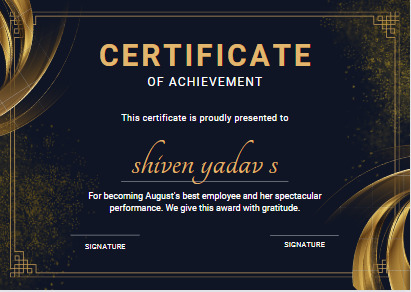 CERTIFICATE
OF ACHIEVEMENT
This certificate is proudly presented to
shiven yadav s
For becoming August's best employee and her spectacular
performance. We give this award with gratitude.
SIGNATURE
SIGNATURE